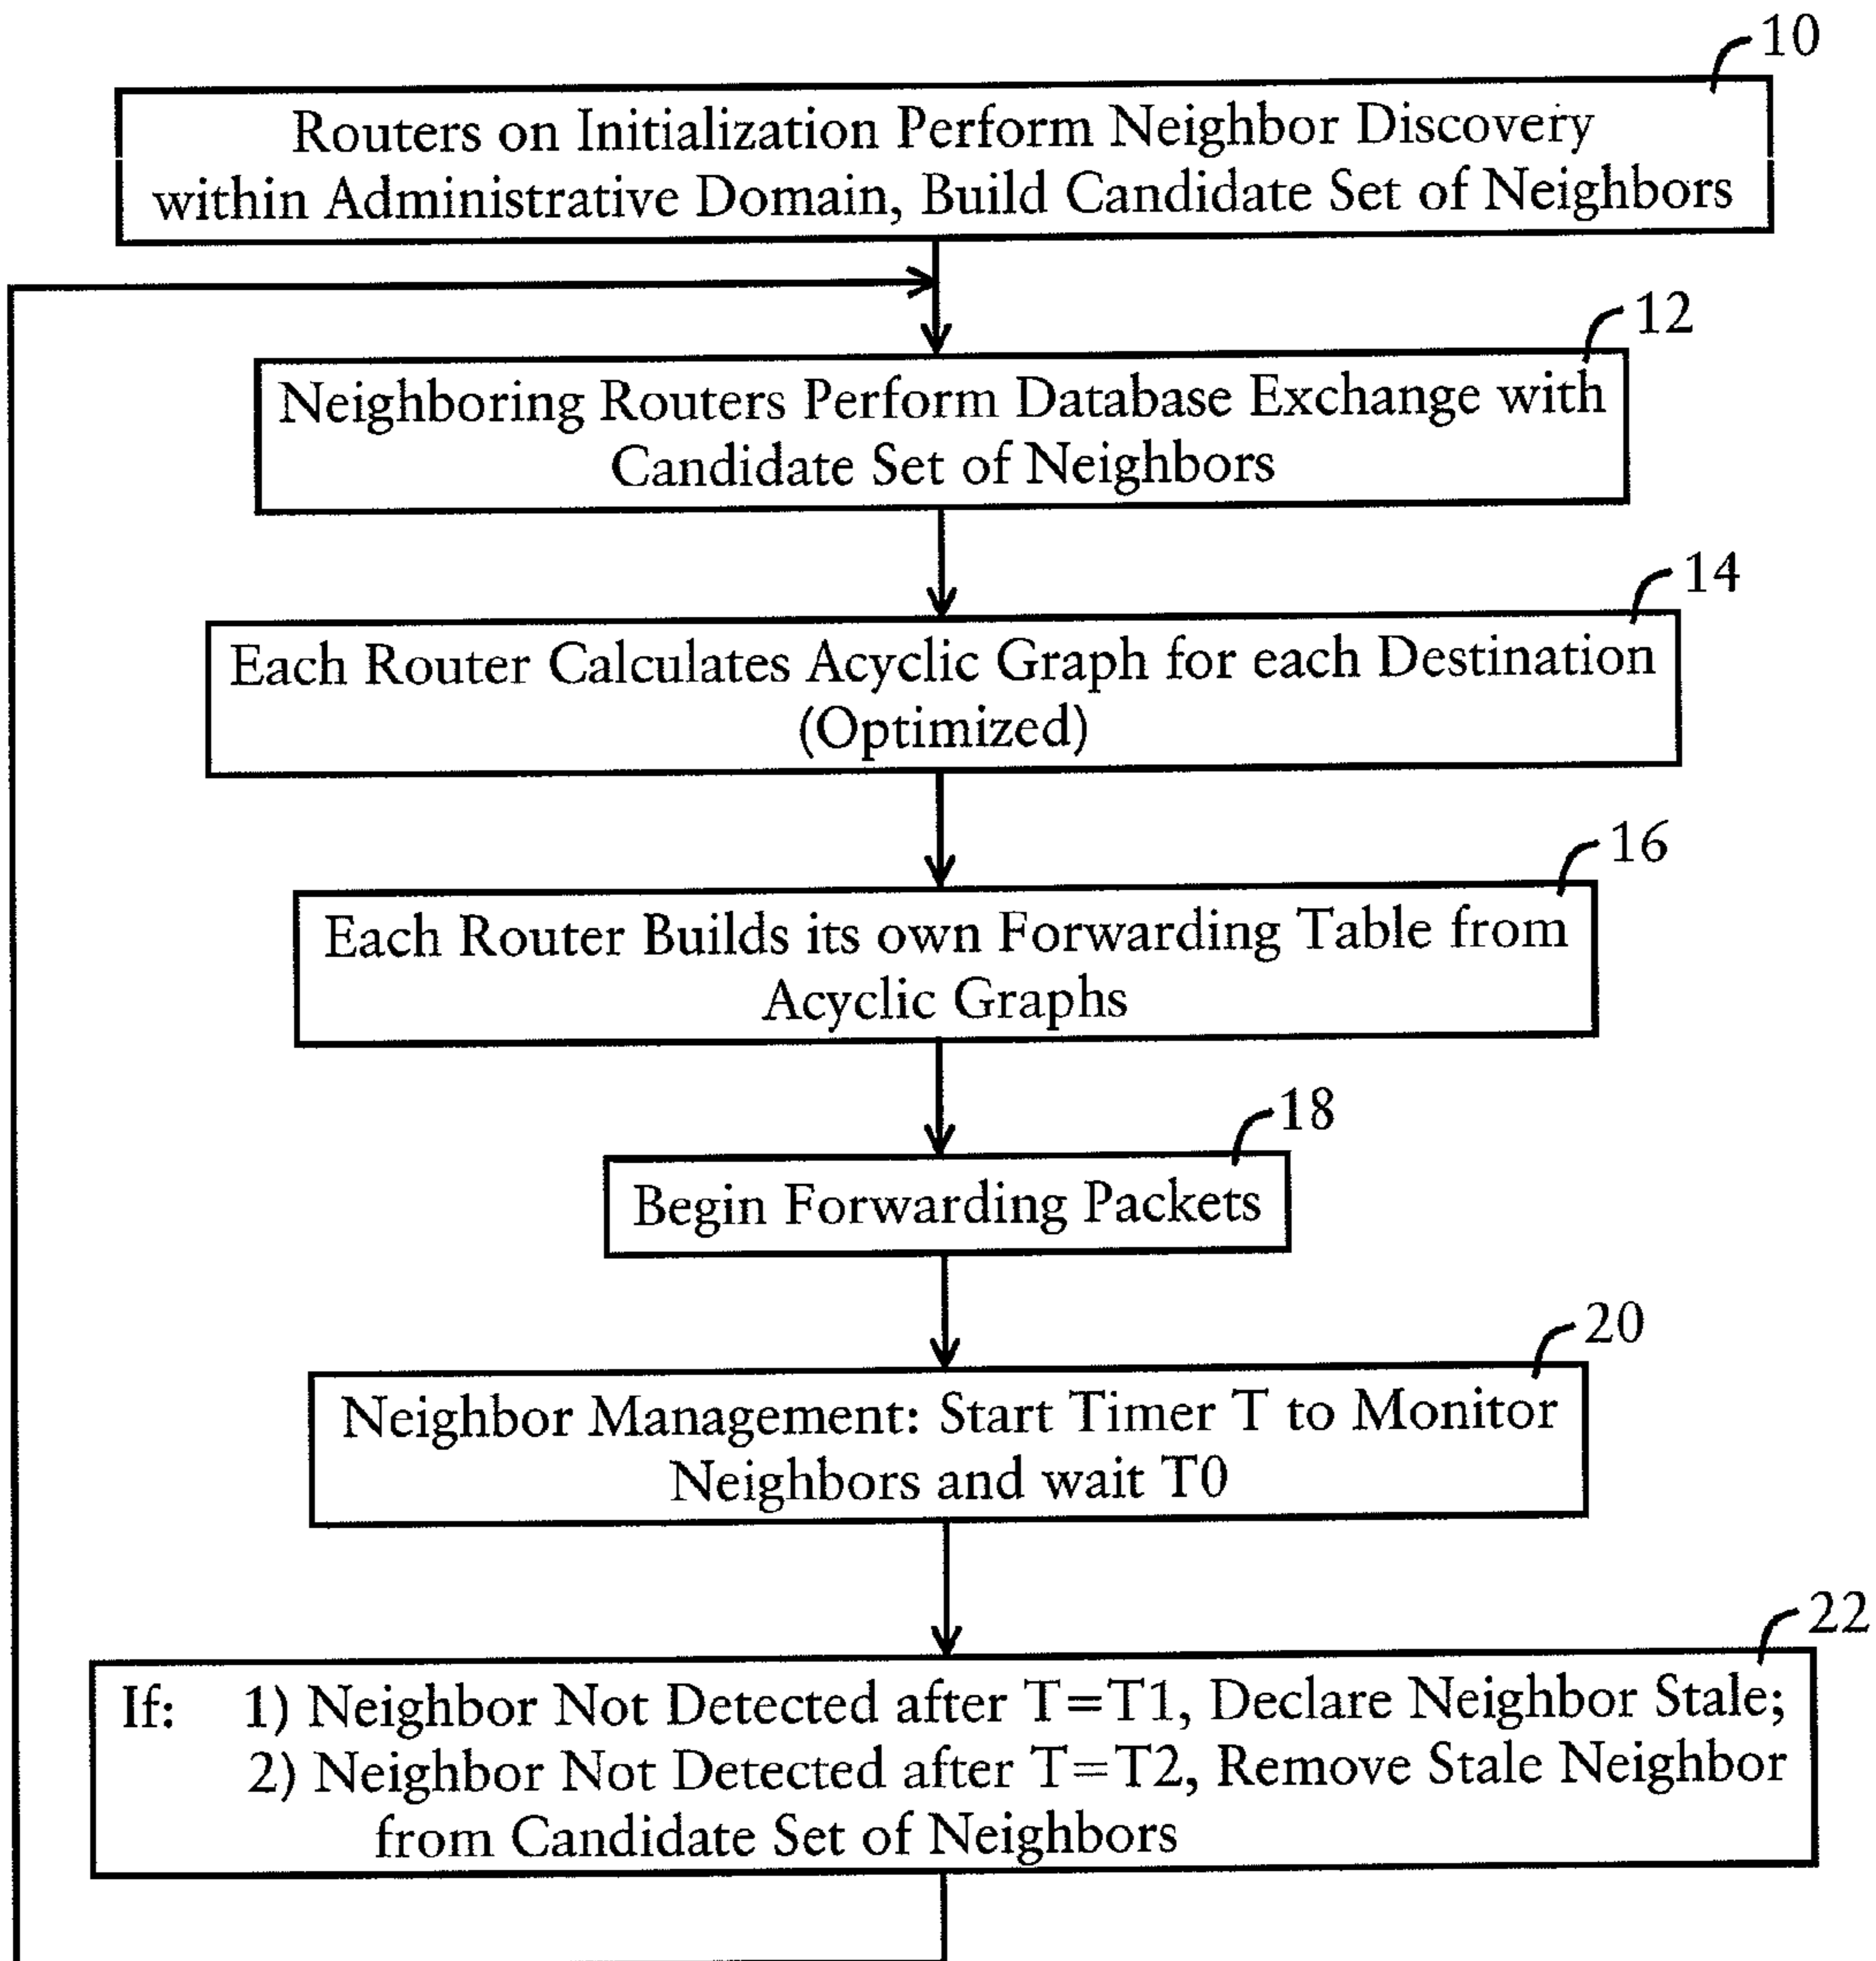 10
Routers on Initialization Perform Neighbor Discovery
within Administrative Domain, Build Candidate Set of Neighbors
12
Neighboring Routers Perform Database Exchange with
Candidate Set of Neighbors
14
Each Router Calculates Acyclic Graph for each Destination
(Optimized)
16
Each Router Builds its own Forwarding Table from
Acyclic Graphs
18
Begin Forwarding Packets
20
Neighbor Management: Start Timer T to Monitor
Neighbors and wait T0
22
If: 1) Neighbor Not Detected after T=T1, Declare Neighbor Stale;
2) Neighbor Not Detected after T=T2, Remove Stale Neighbor
from Candidate Set of Neighbors